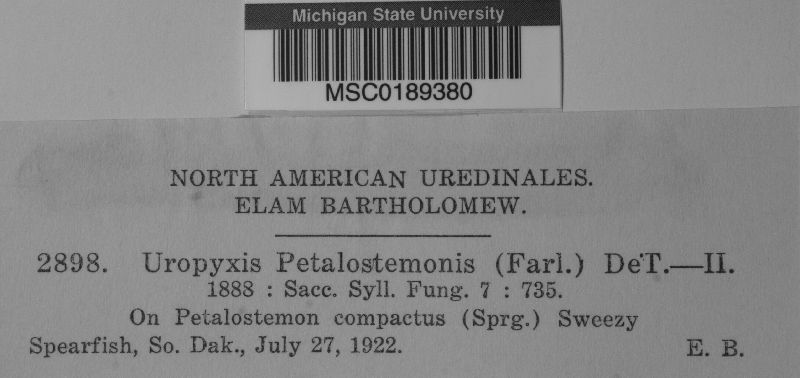 Michigan State University
MSC0189380
NORTH AMERICAN UREDINALES.
ELAM BARTHOLOMEW.
2898. Uropyxis Petalostemonis (Farl.) DeT.—II.
1888 : Sacc. Syll. Fung. 7 : 735.
On Petalostemon compactus (Sprg.) Sweezy
Spearfish, So. Dak., July 27, 1922. E. B.